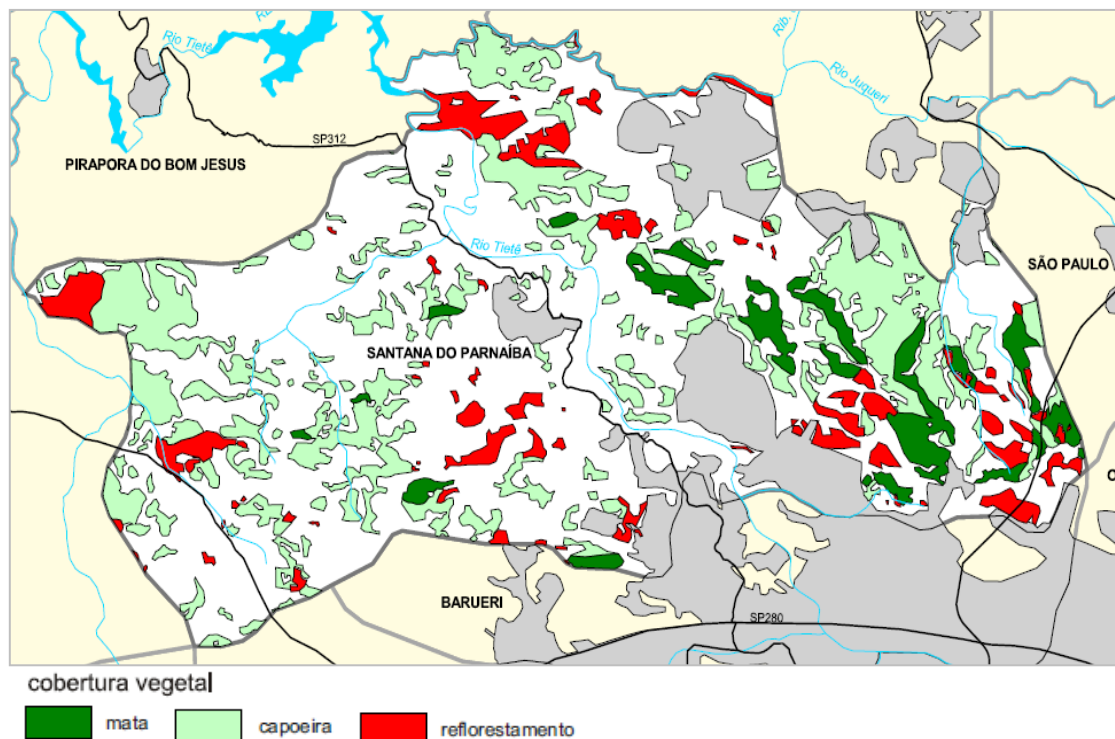 Rio Tietê
Rib.
Rio Juqueri
SP312
PIRAPORA DO BOM JESUS
Rio Tietê
SÃO PAULO
SANTANA DO PARNAÍBA
C
BARUERI
SP280
cobertura vegetal
mata
capoeira
reflorestamento